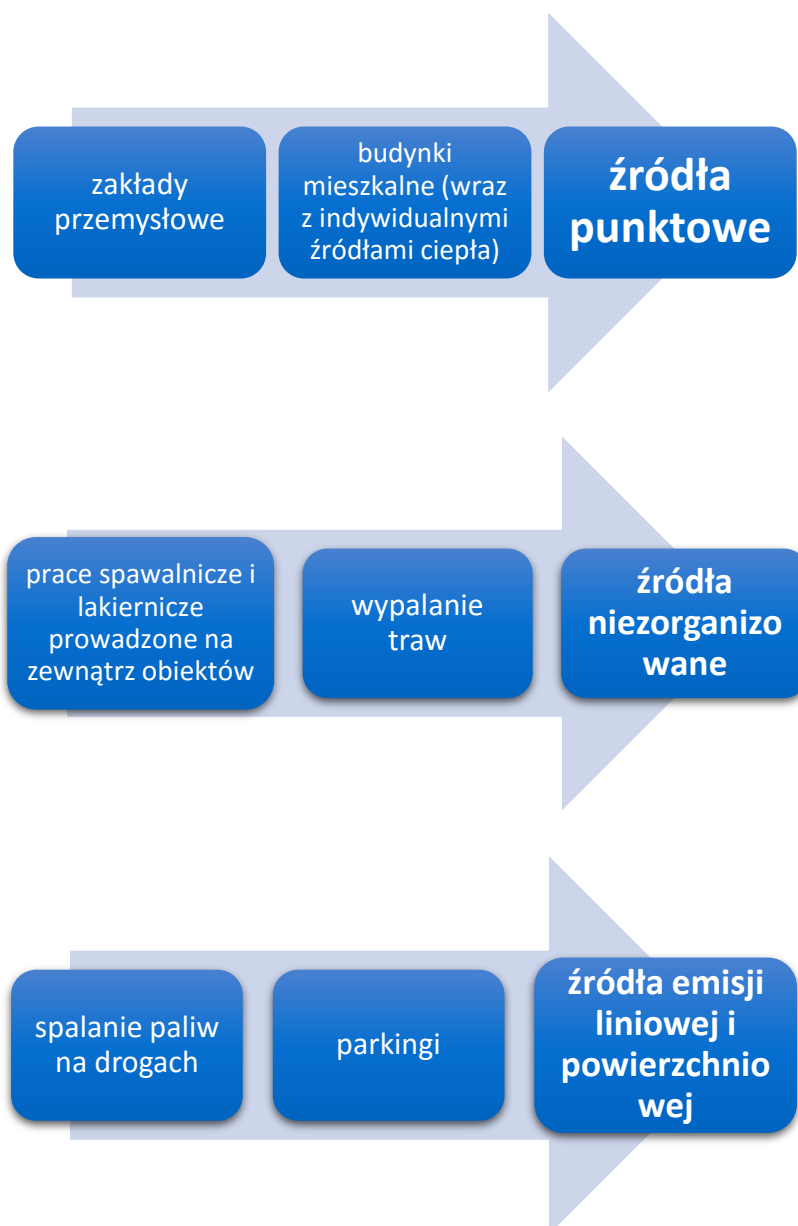 zakłady
przemysłowe
budynki
mieszkalne (wraz
z indywidualnymi
źródłami ciepła)
źródła
punktowe
prace spawalnicze i
lakiernicze
prowadzone na
zewnątrz obiektów
wypalanie
traw
źródła
niezorganizo
wane
spalanie paliw
na drogach
parkingi
źródła emisji
liniowej i
powierzchnio
wej